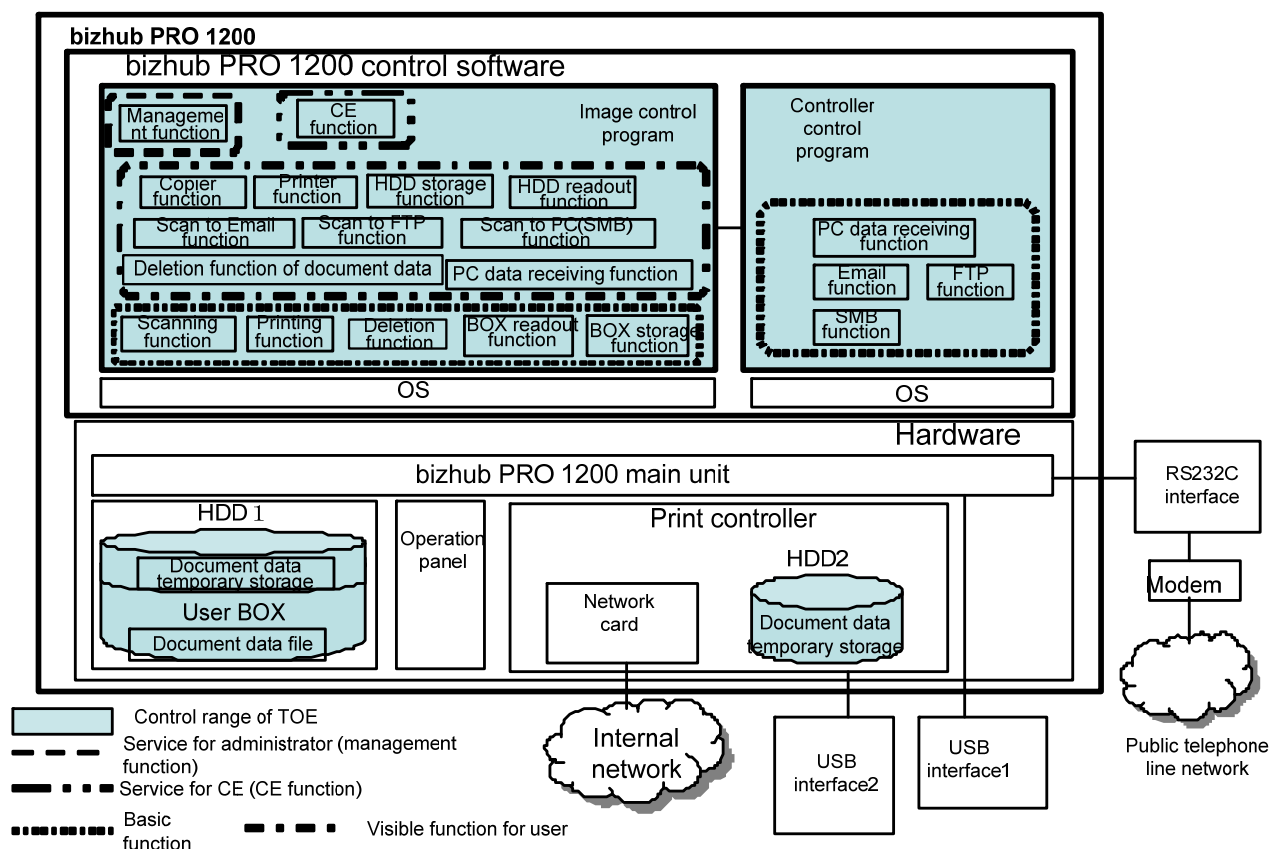 bizhub PRO 1200
bizhub PRO 1200 control software
Manageme
nt function
CE
function
Image control
program
Controller
control
program
Copier
function
Printer
function
HDD storage
function
HDD readout
function
Scan to Email
function
Scan to FTP
function
Scan to PC(SMB)
function
Deletion function of document data
PC data receiving function
Scanning
function
Printing
function
Deletion
function
BOX readout
function
BOX storage
function
PC data receiving
function
Email
function
FTP
function
SMB
function
OS
OS
Hardware
bizhub PRO 1200 main unit
RS232C
interface
HDD 1
Document data
temporary storage
User BOX
Document data file
Operation
panel
Print controller
Network
card
HDD2
Document data
temporary storage
Modem
Public telephone
line network
Internal
network
USB
interface2
USB
interface1
Control range of TOE
Service for administrator (management
function)
Service for CE (CE function)
Basic
function
Visible function for user